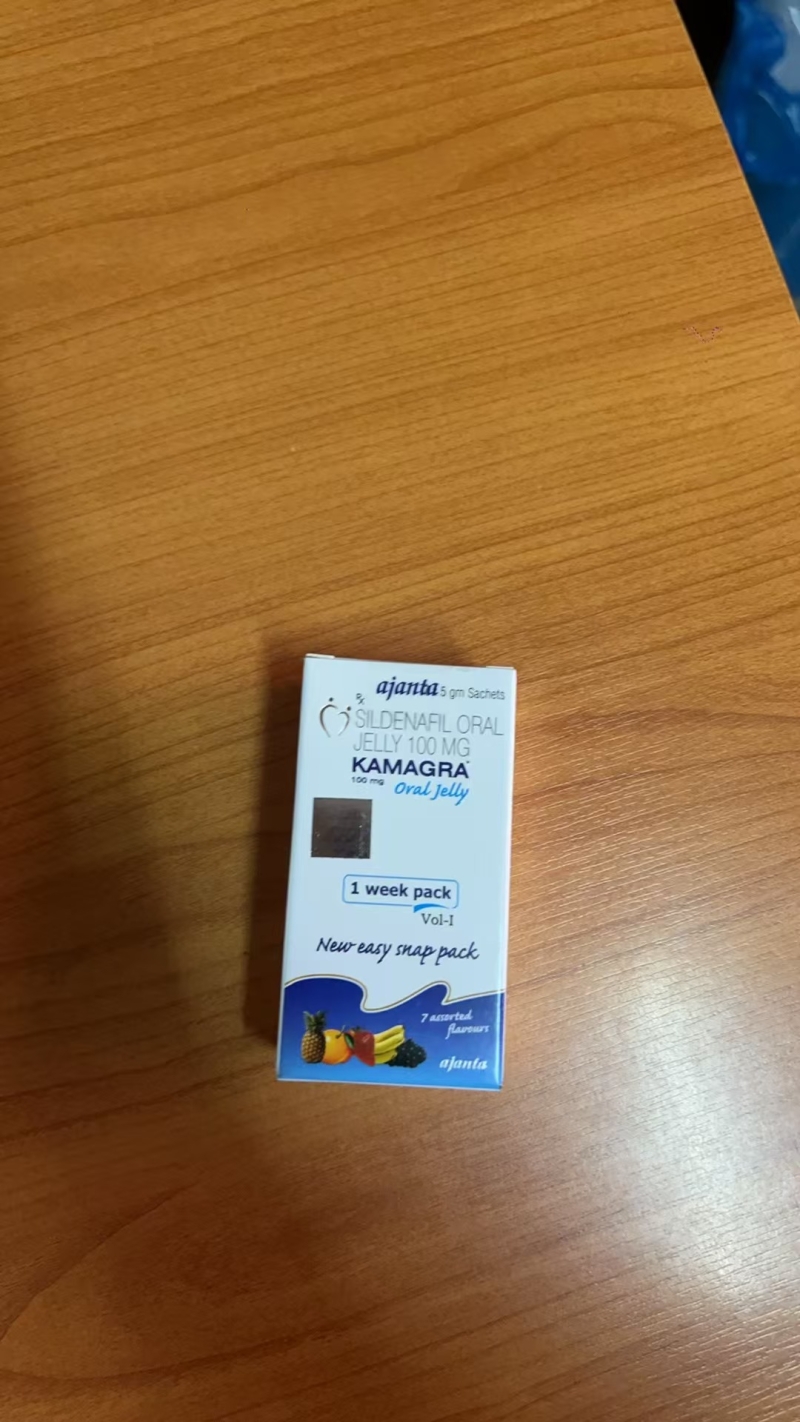 ajanta 5 gm Sachets
Rx
SILDENAFIL ORAL
JELLY 100 MG
KAMAGRA
100 mg Oral Jelly
1 week pack
Vol-I
New easy snap pack
7 assorted
flavours
ajanta